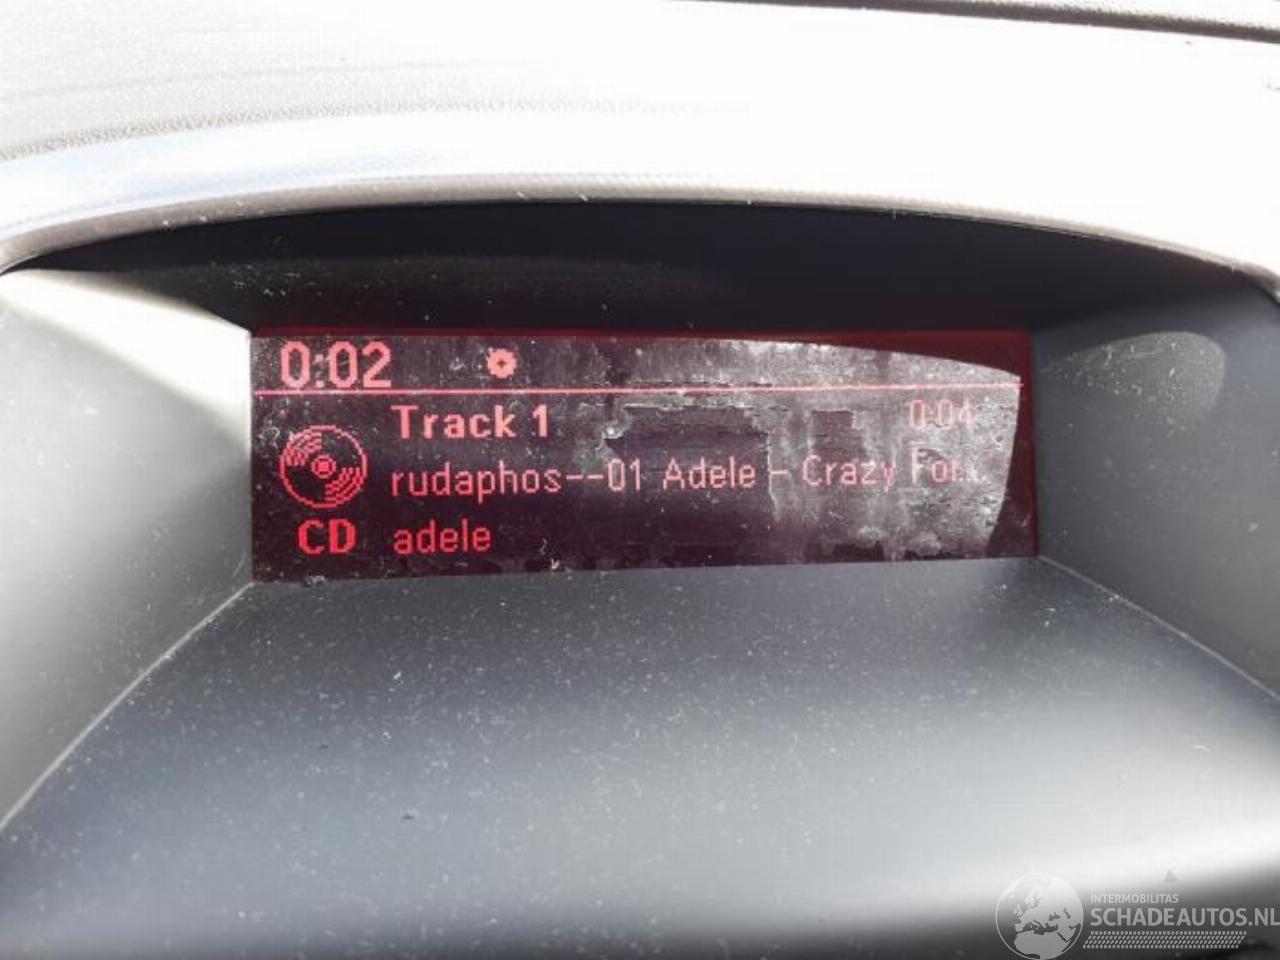 0:02
Track 1 0:04
rudaphos--01 Adele - Crazy For...
CD adele
INTERMOBILITAS
SCHADEAUTOS.NL